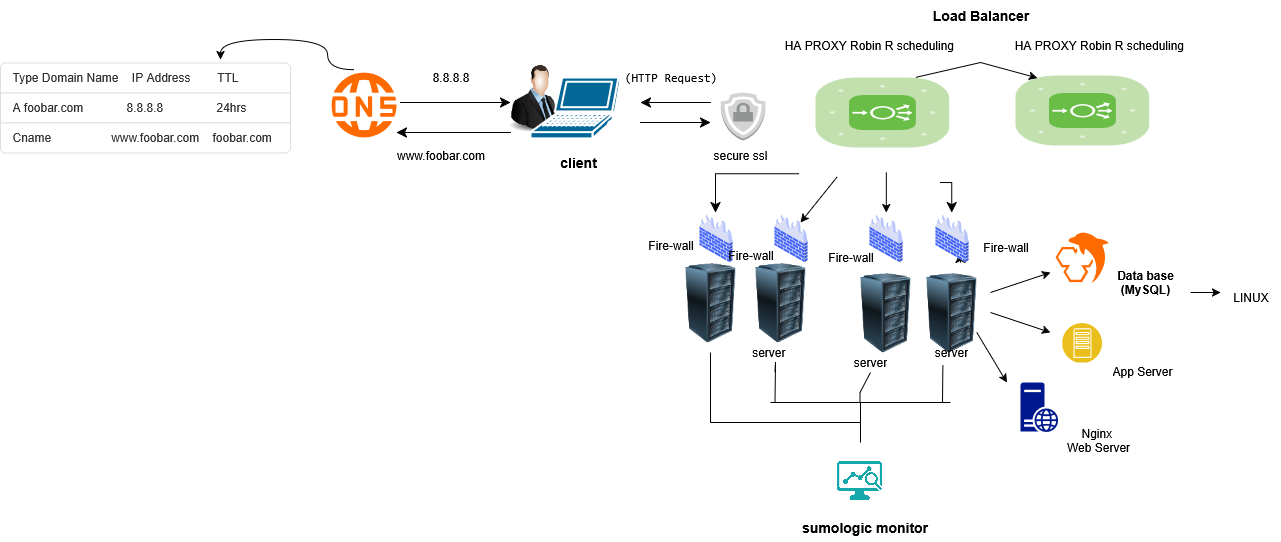 Load Balancer
HA PROXY Robin R scheduling
HA PROXY Robin R scheduling
Type Domain Name IP Address TTL
A foobar.com 8.8.8.8 24hrs
Cname www.foobar.com foobar.com
DNS
8.8.8.8
www.foobar.com
client
(HTTP Request)
secure ssl
Fire-wall
Fire-wall
Fire-wall
Fire-wall
server
server
server
Data base
(MySQL)
LINUX
App Server
Nginx
Web Server
sumologic monitor